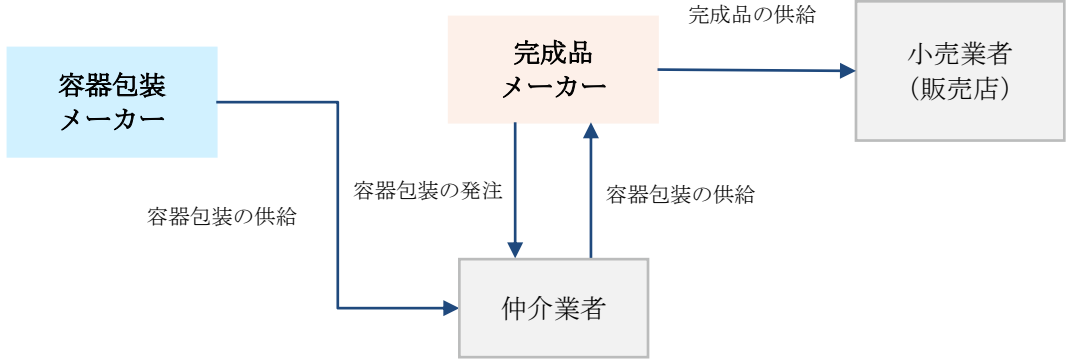 完成品の供給
小売業者
（販売店）
完成品
メーカー
容器包装
メーカー
容器包装の発注
容器包装の供給
容器包装の供給
仲介業者